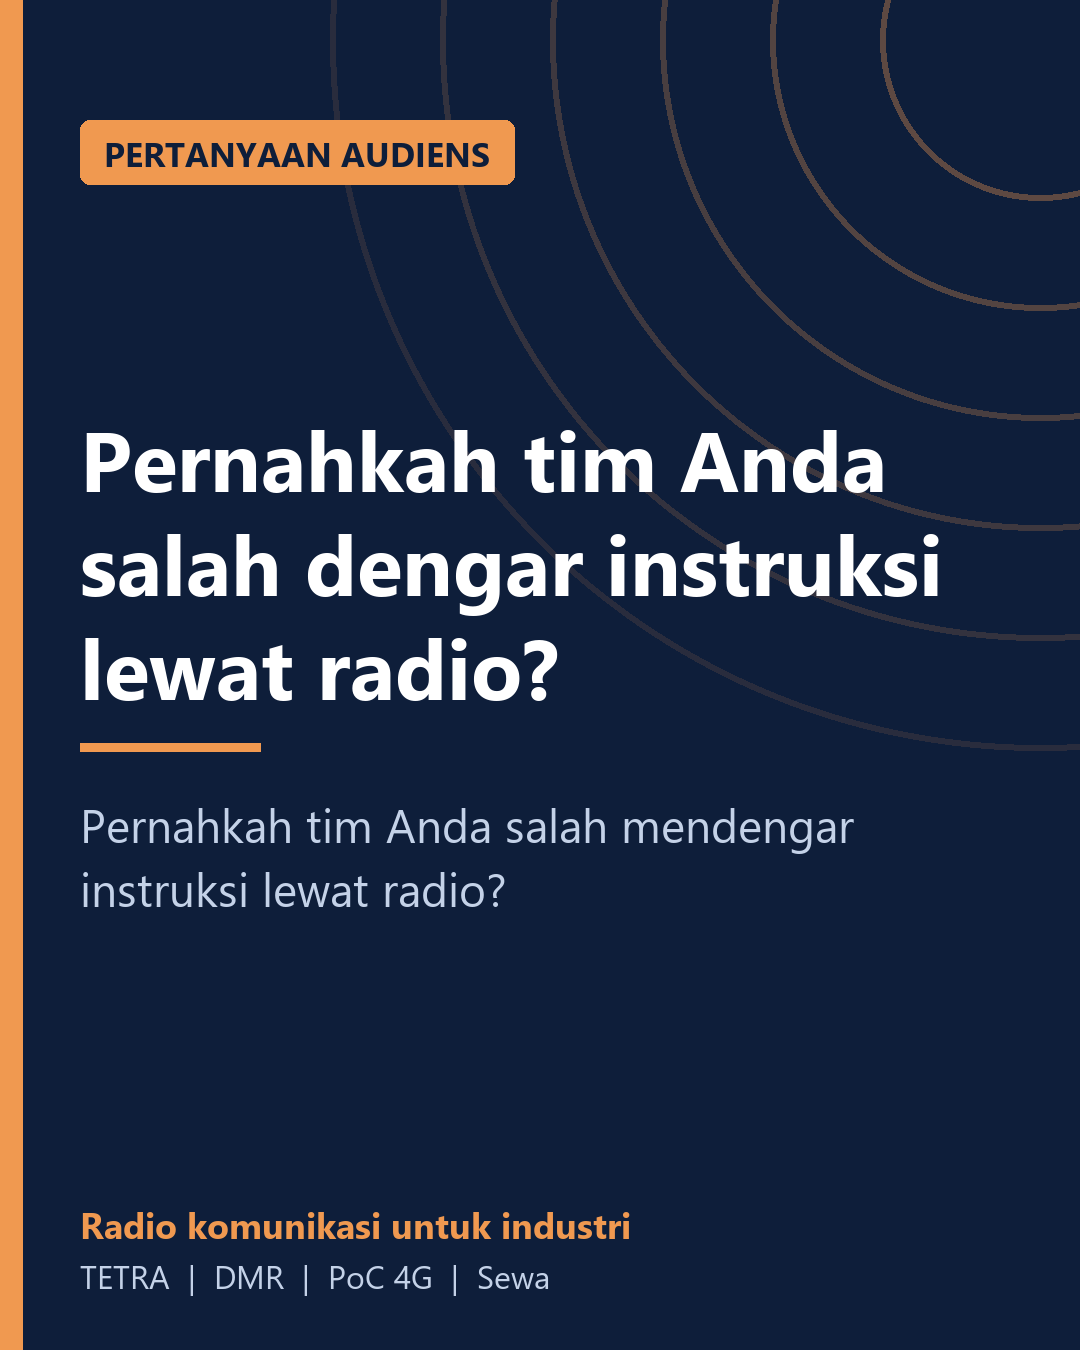 PERTANYAAN AUDIENS
Pernahkah tim Anda
salah dengar instruksi
lewat radio?
Pernahkah tim Anda salah mendengar
instruksi lewat radio?
Radio komunikasi untuk industri
TETRA | DMR | PoC 4G | Sewa